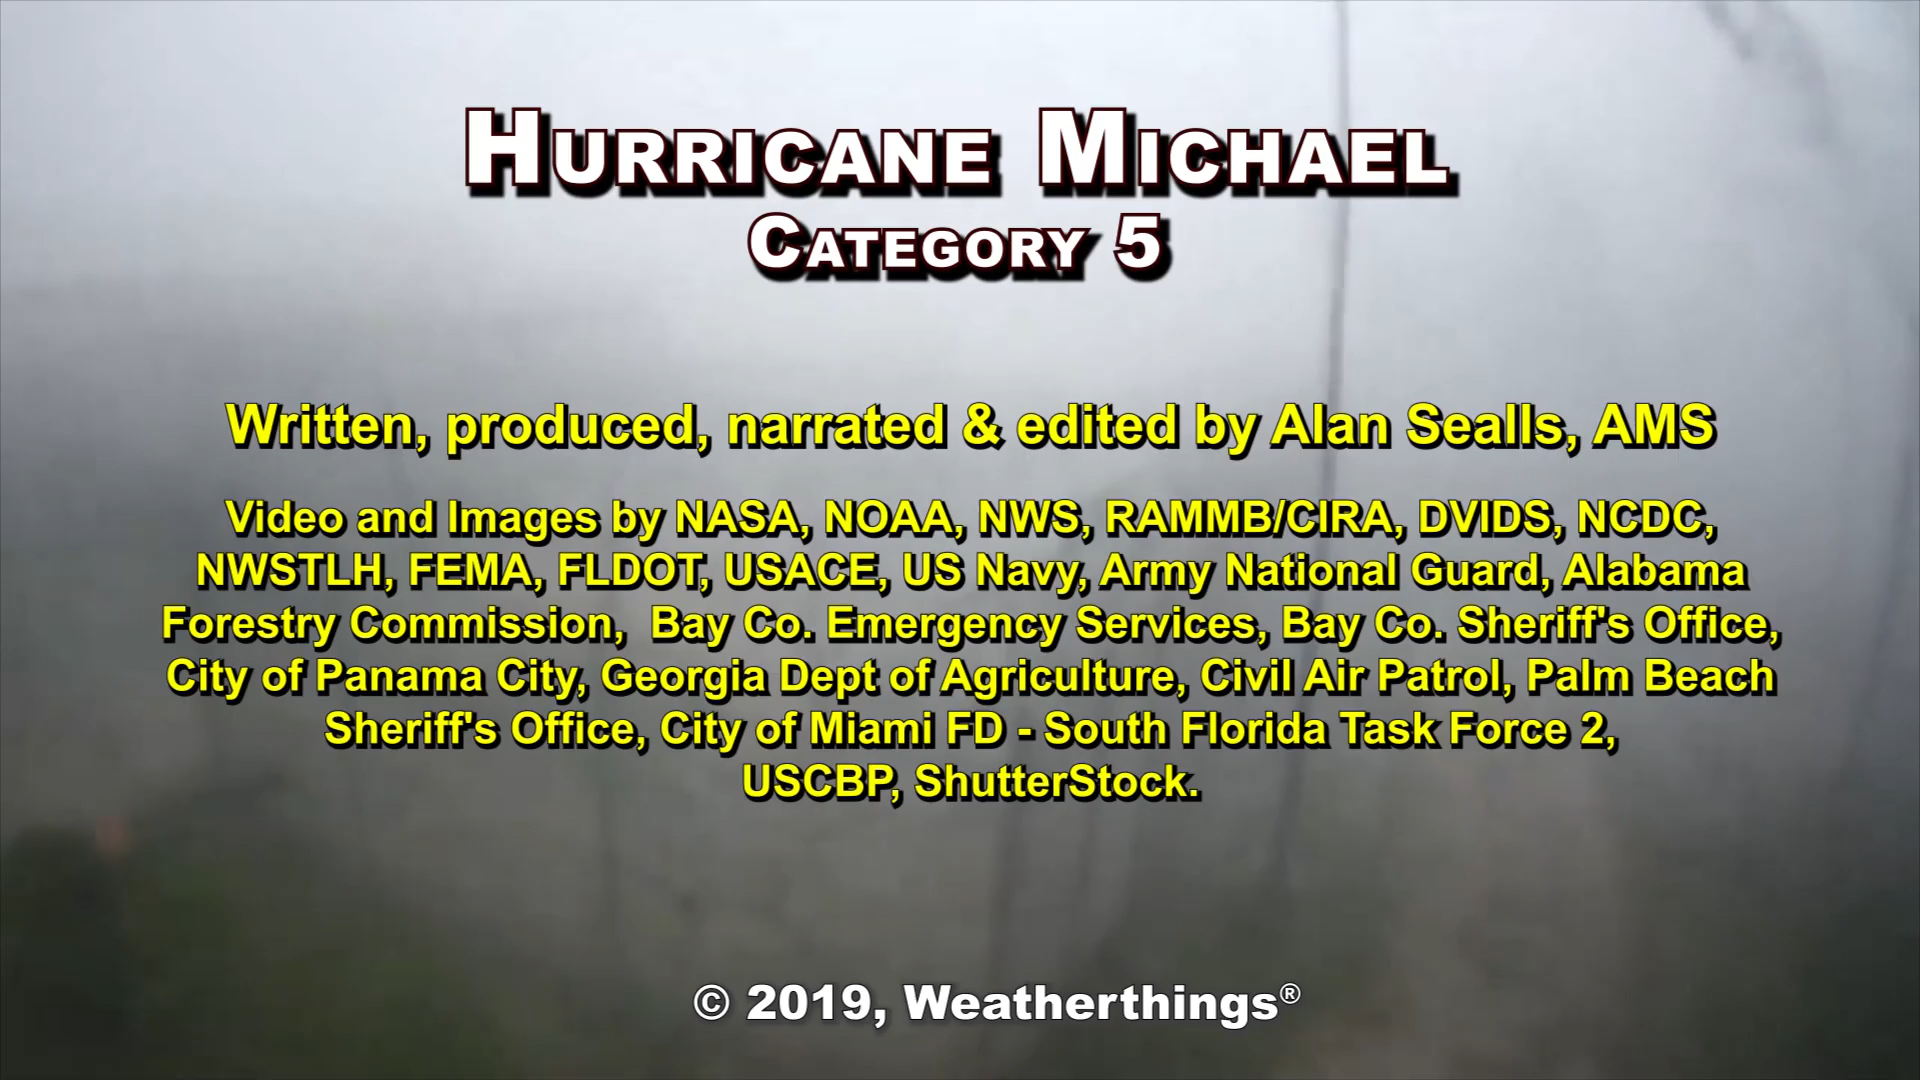 Hurricane Michael
Category 5
Written, produced, narrated & edited by Alan Sealls, AMS
Video and Images by NASA, NOAA, NWS, RAMMB/CIRA, DVIDS, NCDC,
NWSTLH, FEMA, FLDOT, USACE, US Navy, Army National Guard, Alabama
Forestry Commission,  Bay Co. Emergency Services, Bay Co. Sheriff's Office,
City of Panama City, Georgia Dept of Agriculture, Civil Air Patrol, Palm Beach
Sheriff's Office, City of Miami FD - South Florida Task Force 2,
USCBP, ShutterStock.
© 2019, Weatherthings®